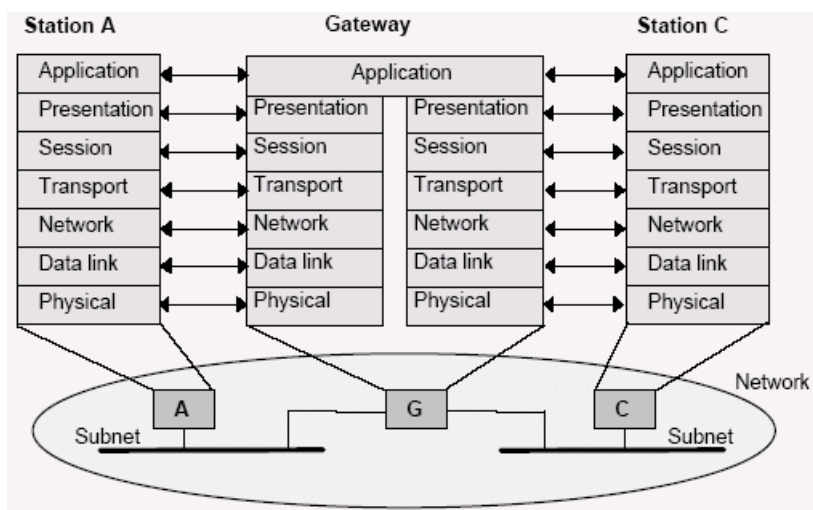 Station A Gateway Station C
Application Application Application
Presentation Presentation Presentation Presentation
Session Session Session Session
Transport Transport Transport Transport
Network Network Network Network
Data link Data link Data link Data link
Physical Physical Physical Physical
Network
A G C
Subnet Subnet